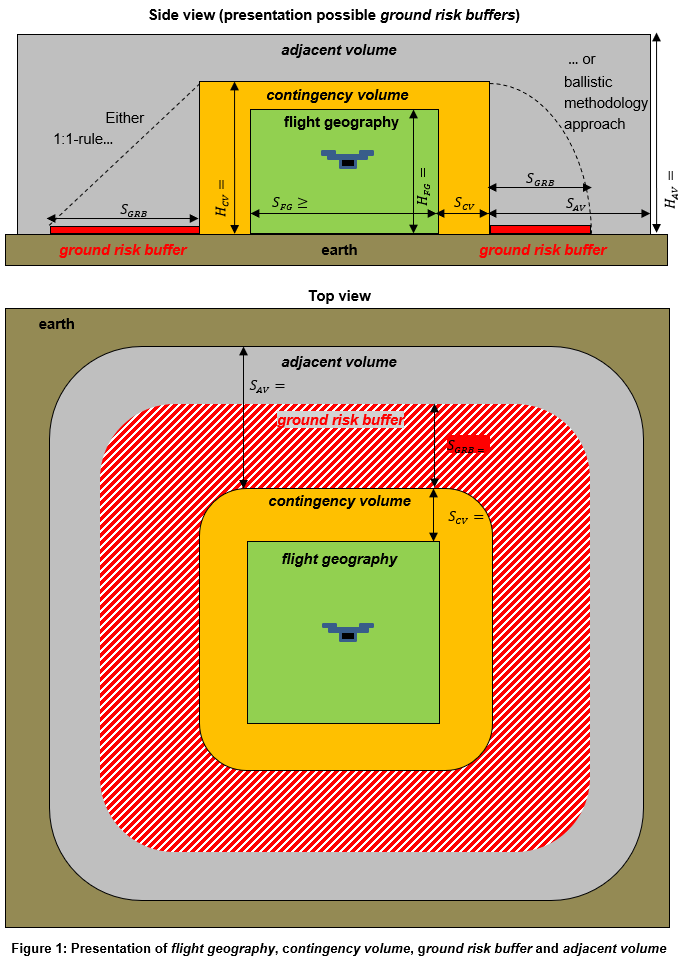 Side view (presentation possible ground risk buffers)
adjacent volume
… or
ballistic
methodology
approach
contingency volume
Either
1:1-rule…
flight geography
H_CV =
H_FG =
H_AV =
S_GRB
S_FG ≥
S_CV
S_GRB
S_AV
ground risk buffer
earth
ground risk buffer
Top view
earth
adjacent volume
S_AV =
ground risk buffer
contingency volume
S_CV =
flight geography
Figure 1: Presentation of flight geography, contingency volume, ground risk buffer and adjacent volume